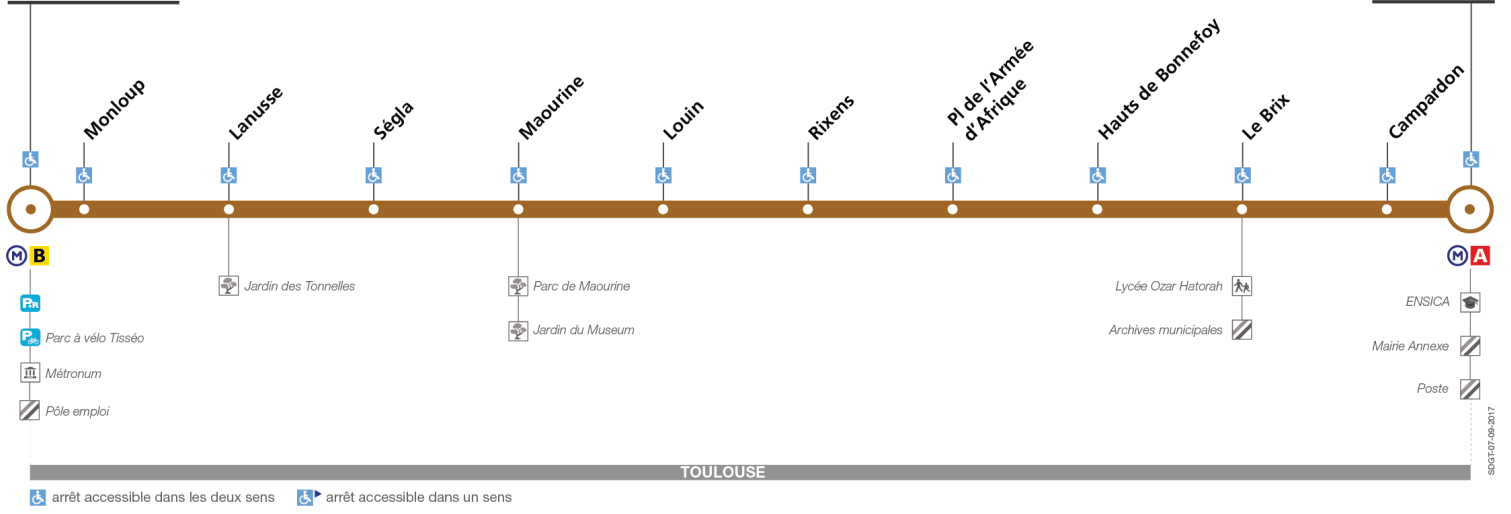 Monloup
Lanusse
Ségla
Maourine
Louin
Rixens
Pl de l'Armée
d'Afrique
Hauts de Bonnefoy
Le Brix
Campardon
M B
M A
P+R
Jardin des Tonnelles
Parc de Maourine
Jardin du Museum
Lycée Ozar Hatorah
Archives municipales
ENSICA
Mairie Annexe
Poste
P
Parc à vélo Tisséo
Métronum
Pôle emploi
SDGT-07-09-2017
TOULOUSE
arrêt accessible dans les deux sens
arrêt accessible dans un sens